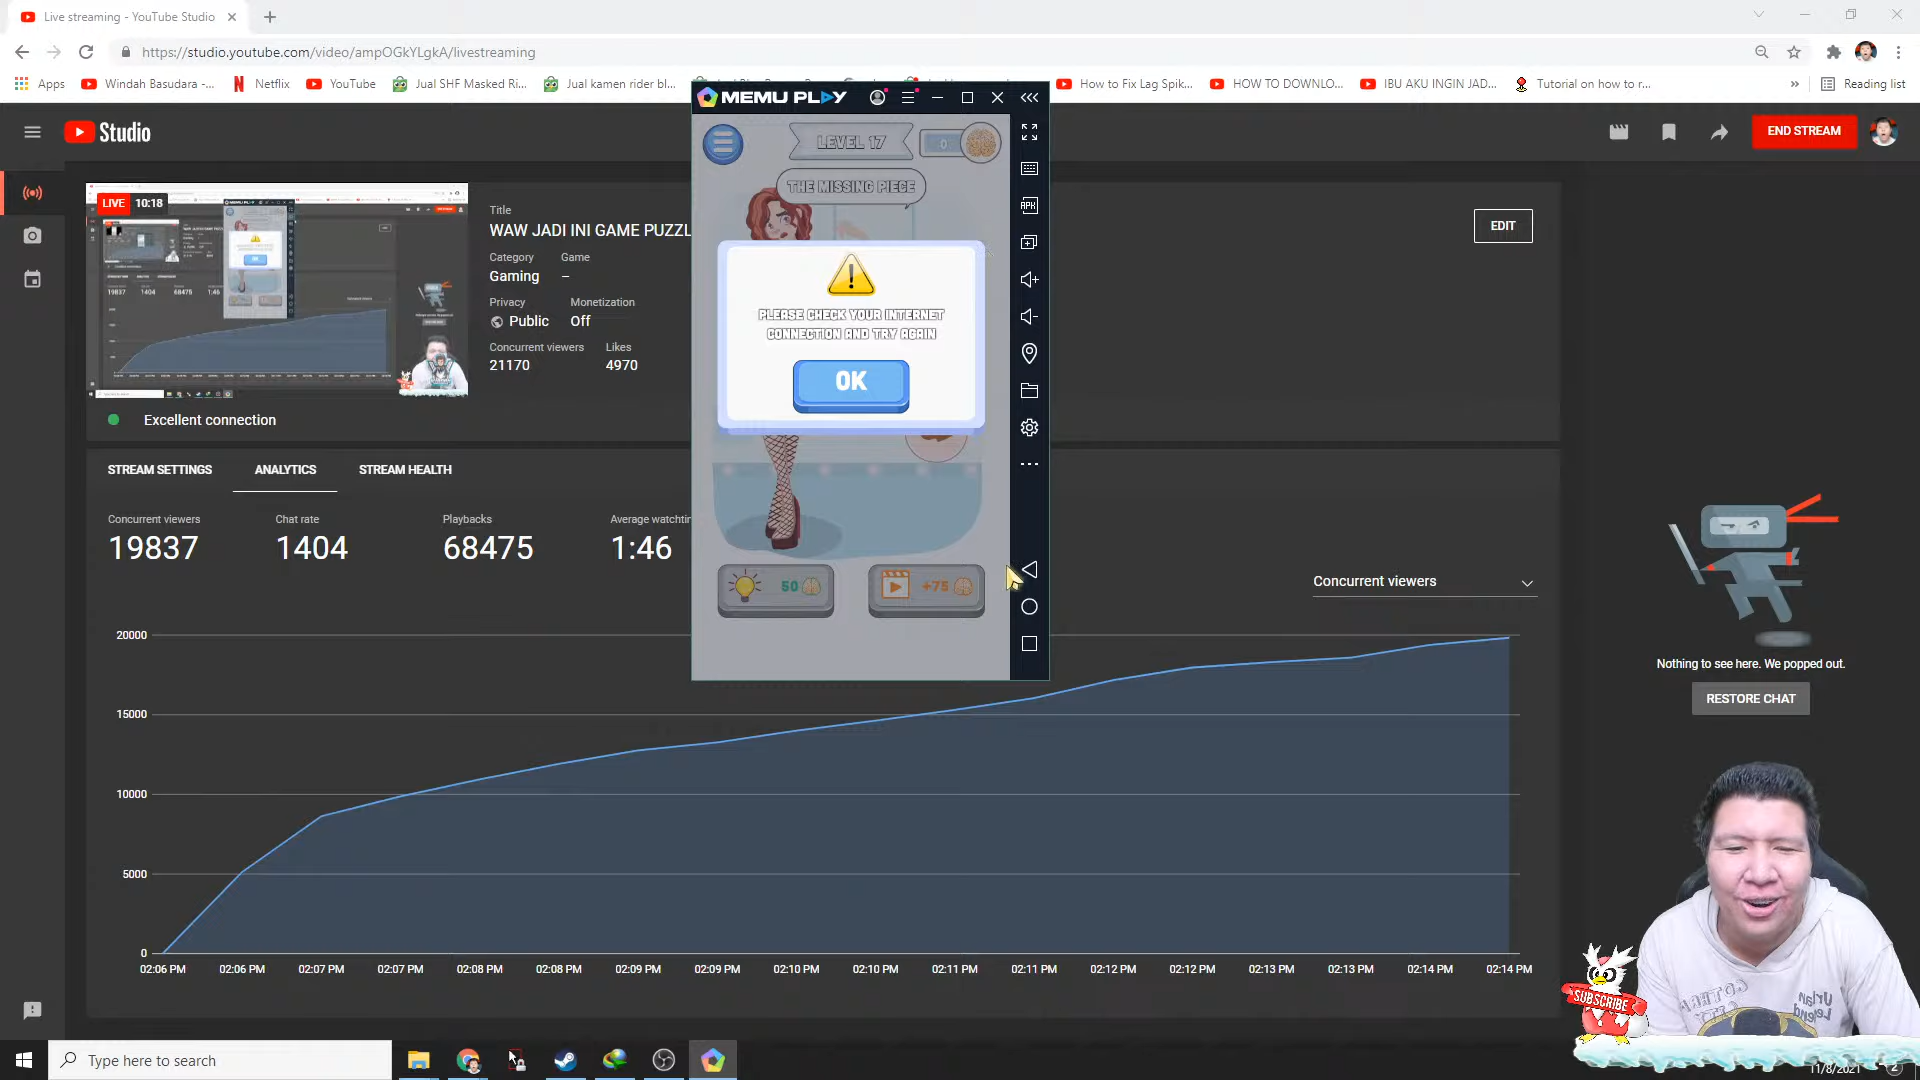 Live streaming - YouTube Studio
https://studio.youtube.com/video/ampOGkYLgkA/livestreaming
Apps
Windah Basudara -...
Netflix
YouTube
Jual SHF Masked Ri...
Jual kamen rider bl...
How to Fix Lag Spik...
HOW TO DOWNLO...
IBU AKU INGIN JAD...
Tutorial on how to r...
»
Reading list
Studio
END STREAM
LIVE 10:18
Title
WAW JADI INI GAME PUZZL
Category Game
Gaming –
Privacy Monetization
Public Off
Concurrent viewers Likes
21170 4970
EDIT
Excellent connection
MEMU PLAY
LEVEL 17
0
THE MISSING PIECE
PLEASE CHECK YOUR INTERNET
CONNECTION AND TRY AGAIN
OK
50
+75
APK
STREAM SETTINGS
ANALYTICS
STREAM HEALTH
Concurrent viewers Chat rate Playbacks Average watchtin
19837 1404 68475 1:46
Concurrent viewers
20000
15000
10000
5000
0
02:06 PM 02:06 PM 02:07 PM 02:07 PM 02:08 PM 02:08 PM 02:09 PM 02:09 PM 02:10 PM 02:10 PM 02:11 PM 02:11 PM 02:12 PM 02:12 PM 02:13 PM 02:13 PM 02:14 PM 02:14 PM
Nothing to see here. We popped out.
RESTORE CHAT
SUBSCRIBE
Type here to search
11/8/2021
2